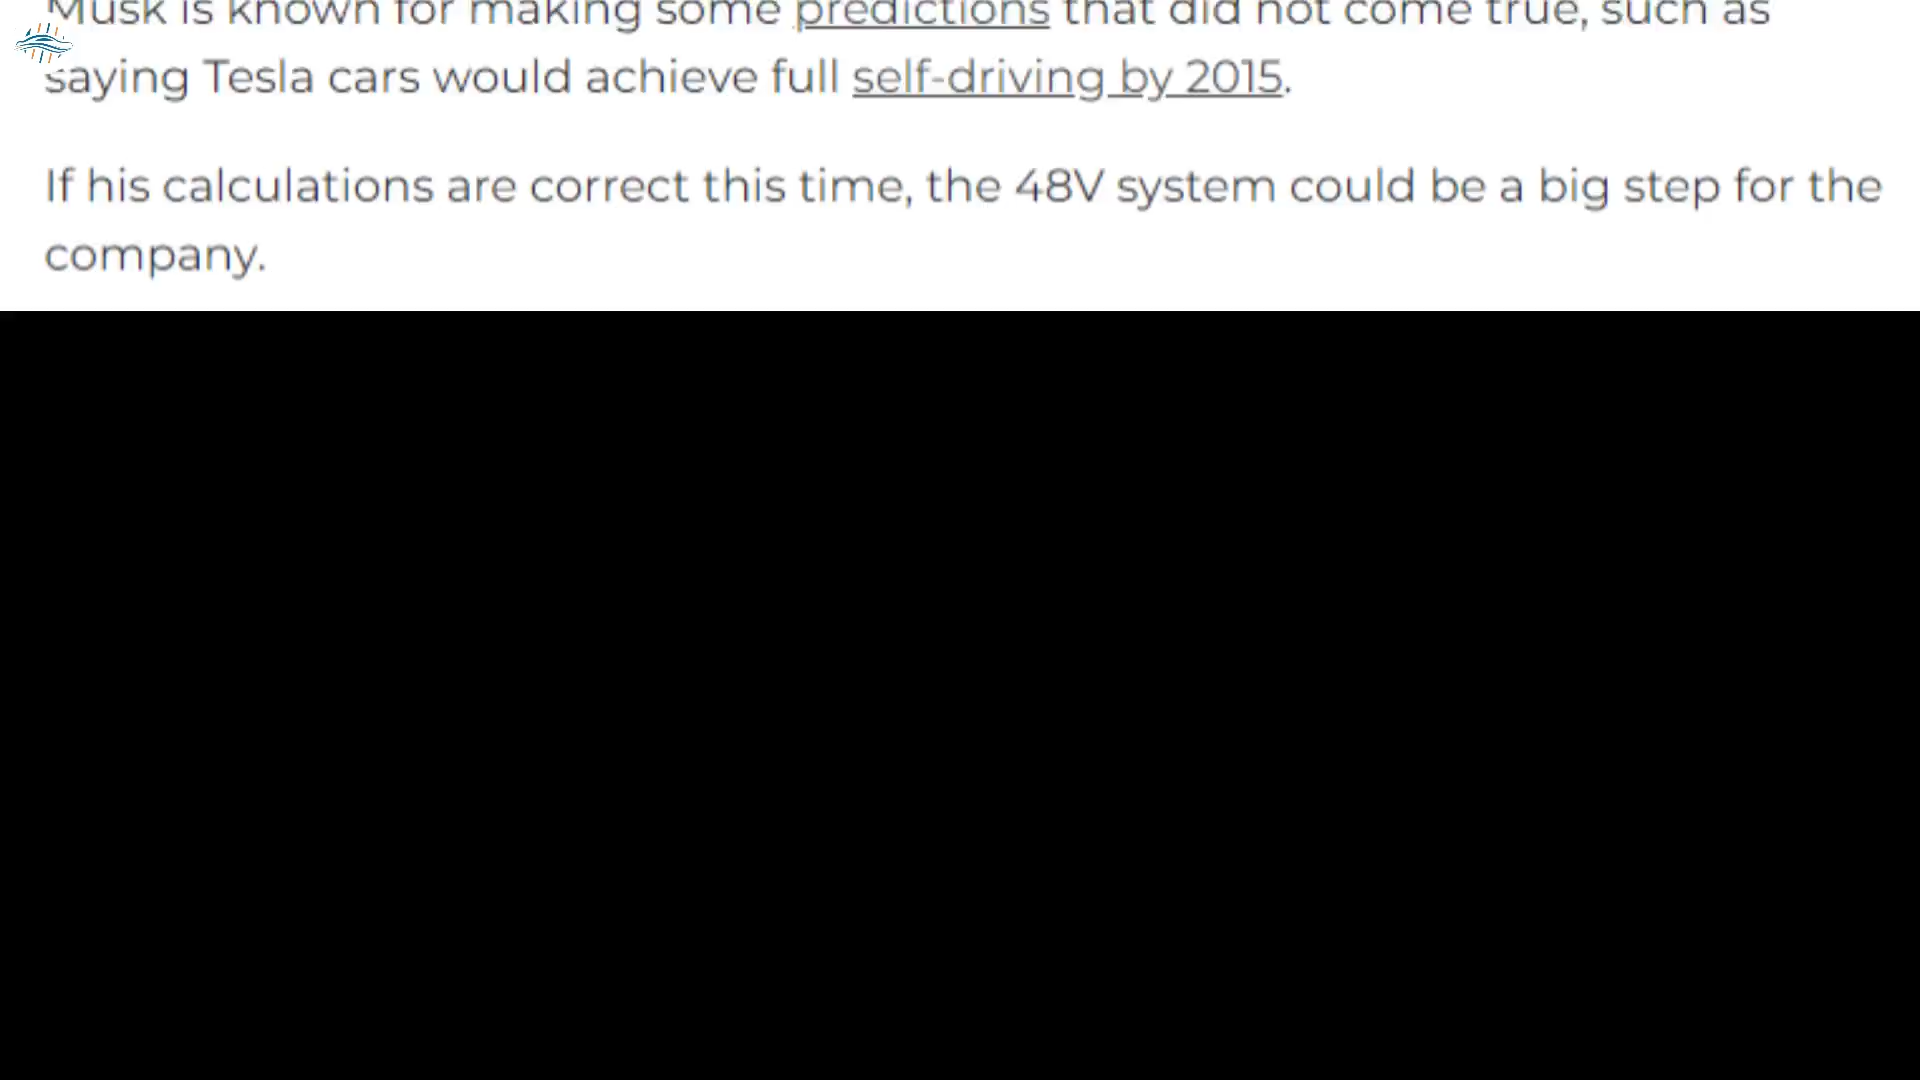 Musk is known for making some predictions that did not come true, such as
saying Tesla cars would achieve full self-driving by 2015.
If his calculations are correct this time, the 48V system could be a big step for the
company.